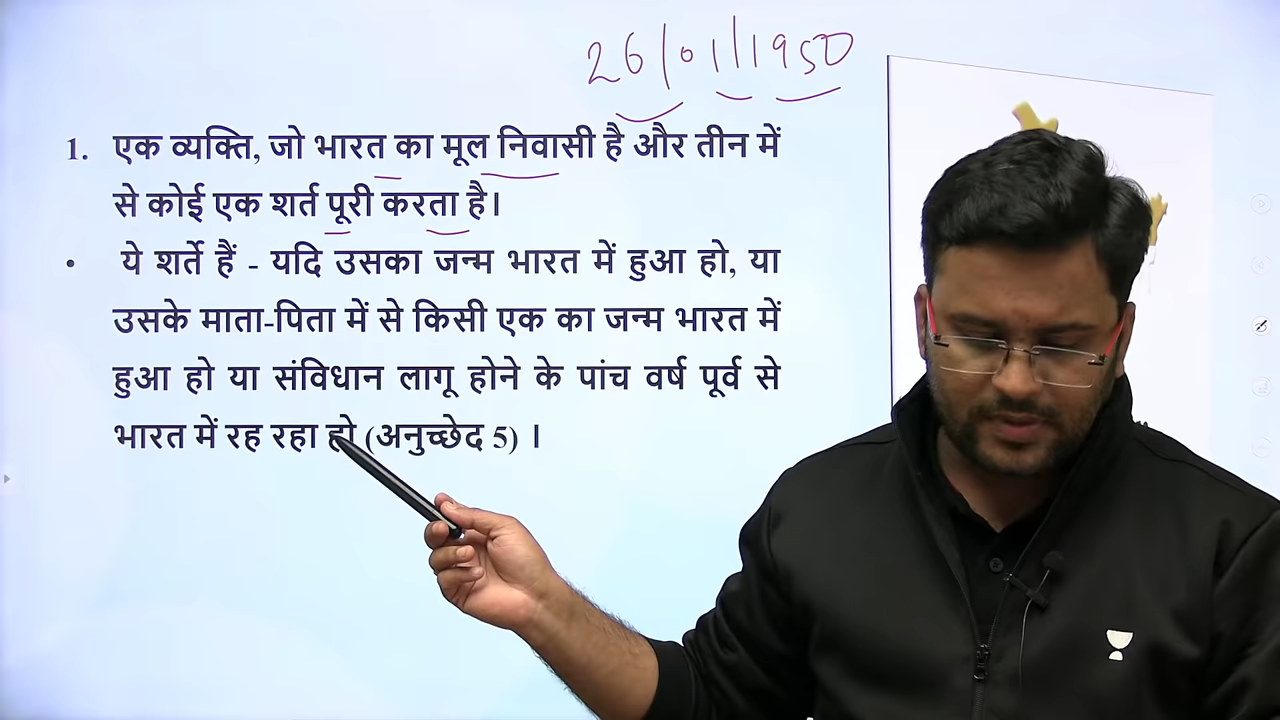 26/01/1950
1. एक व्यक्ति, जो भारत का मूल निवासी है और तीन में
से कोई एक शर्त पूरी करता है।
• ये शर्ते हैं - यदि उसका जन्म भारत में हुआ हो, या
उसके माता-पिता में से किसी एक का जन्म भारत में
हुआ हो या संविधान लागू होने के पांच वर्ष पूर्व से
भारत में रह रहा हो (अनुच्छेद 5) ।